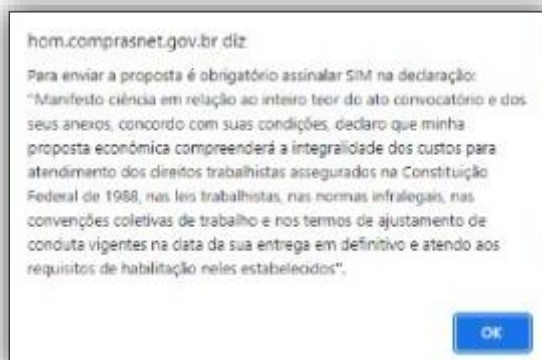 hom.comprasnet.gov.br diz
Para enviar a proposta é obrigatório assinalar SIM na declaração:
"Manifesto ciência em relação ao inteiro teor do ato convocatório e dos
seus anexos, concordo com suas condições, declaro que minha
proposta econômica compreenderá a integralidade dos custos para
atendimento dos direitos trabalhistas assegurados na Constituição
Federal de 1988, nas leis trabalhistas, nas normas infralegais, nas
convenções coletivas de trabalho e nos termos de ajustamento de
conduta vigentes na data da sua entrega em definitivo e atendo aos
requisitos de habilitação neles estabelecidos".
OK